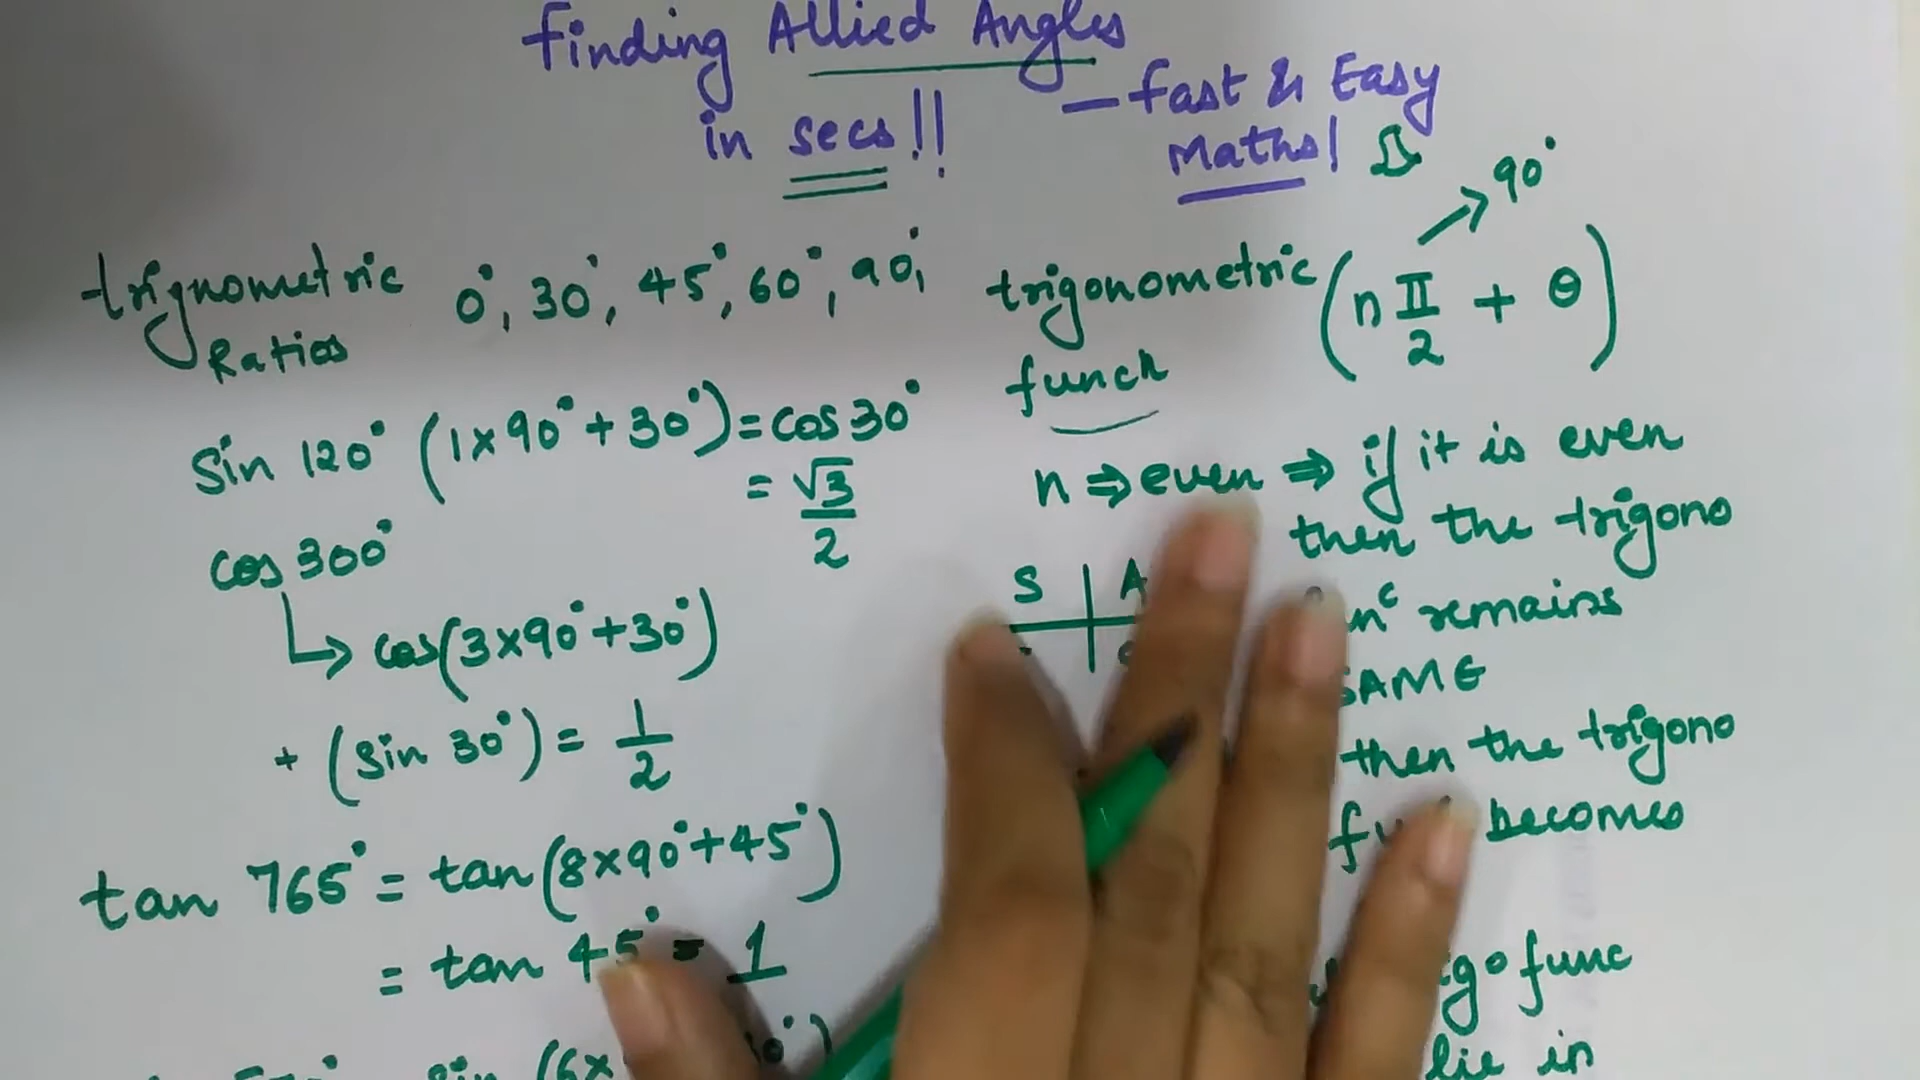 Finding Allied Angles
in secs!!
— Fast & Easy
Maths!
90°
trignometric
Ratios
0°, 30°, 45°, 60°, 90°,
sin 120° (1×90°+30°) = cos 30°
= √3/2
cos 300°
↳ cos(3×90°+30°)
+ (sin 30°) = 1/2
tan 765° = tan(8×90°+45°)
= tan 45° = 1
(6×
trigonometric
funcn
(n π/2 + θ)
n ⇒ even ⇒ if it is even
then the trigono
remains
SAME
S A
then the trigono
becomes
func
lie in